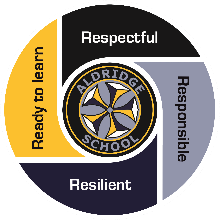 Respectful
Ready to learn
ALDRIDGE
SCHOOL
Responsible
Resilient